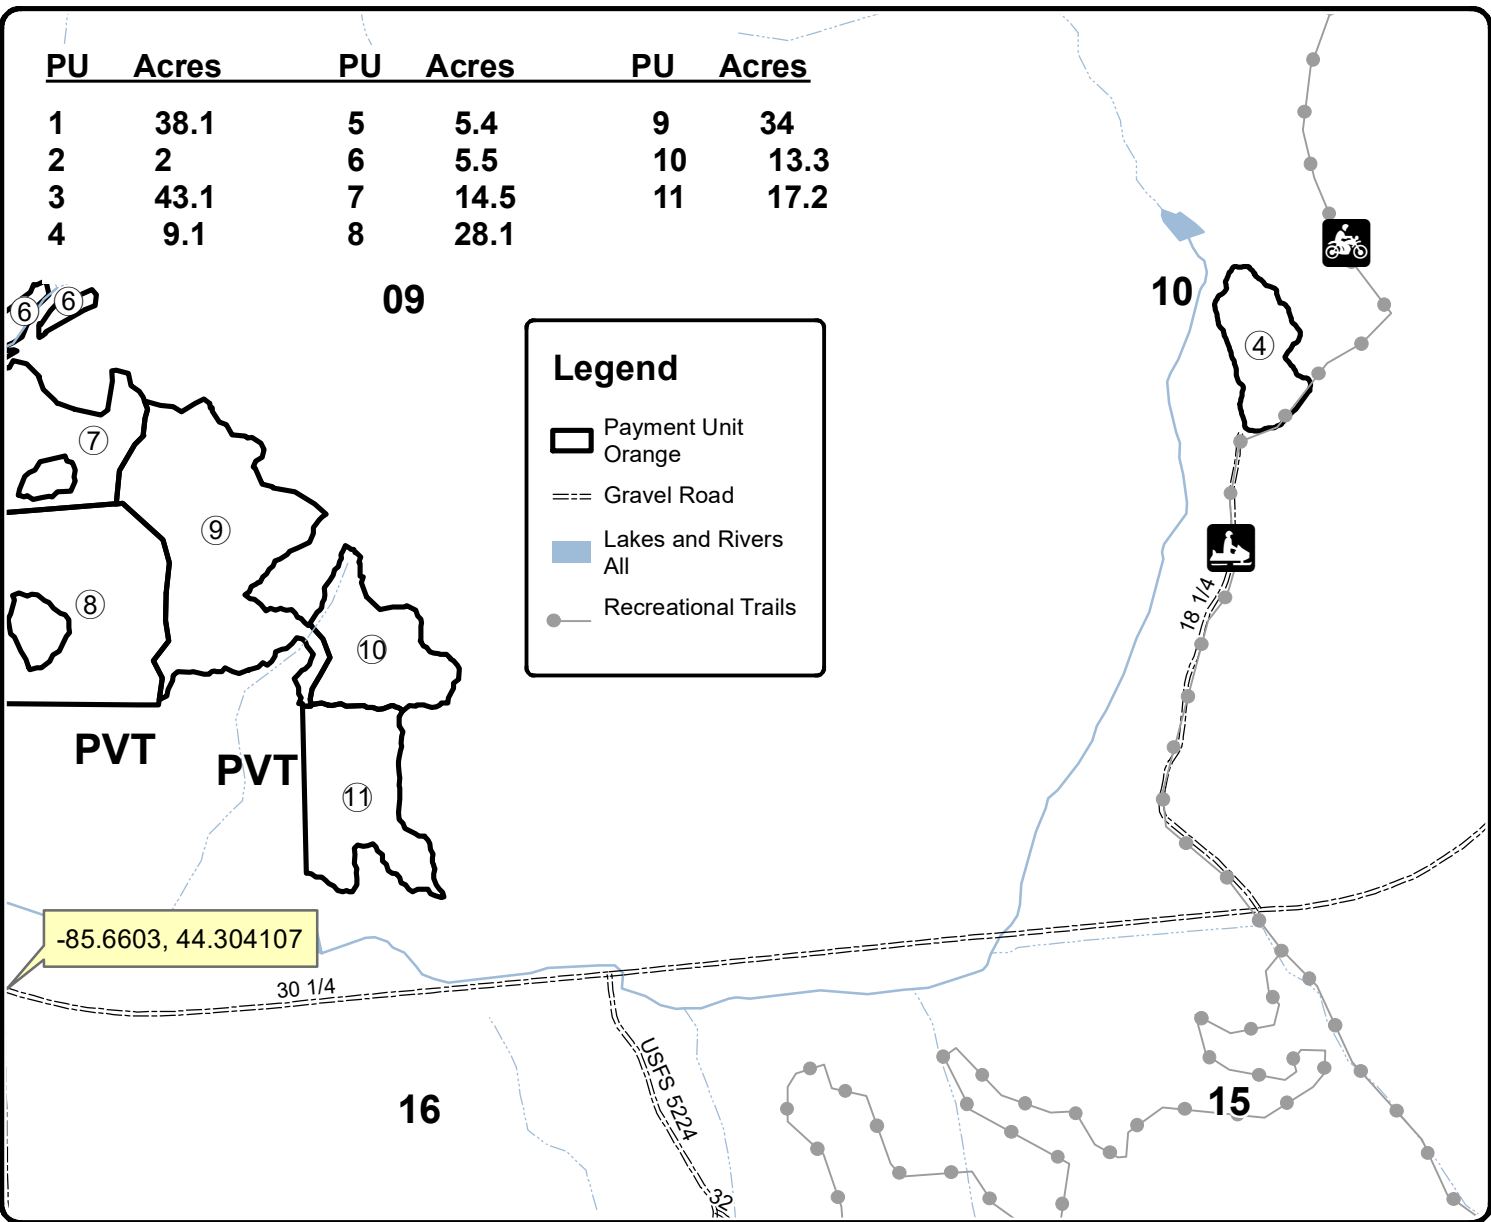 PU Acres PU Acres PU Acres
1 38.1 5 5.4 9 34
2 2 6 5.5 10 13.3
3 43.1 7 14.5 11 17.2
4 9.1 8 28.1
09
10
6
6
4
Legend
Payment Unit
Orange
Gravel Road
Lakes and Rivers
All
Recreational Trails
7
9
8
10
18 1/4
PVT
PVT
11
-85.6603, 44.304107
30 1/4
USFS 5224
16
15
32